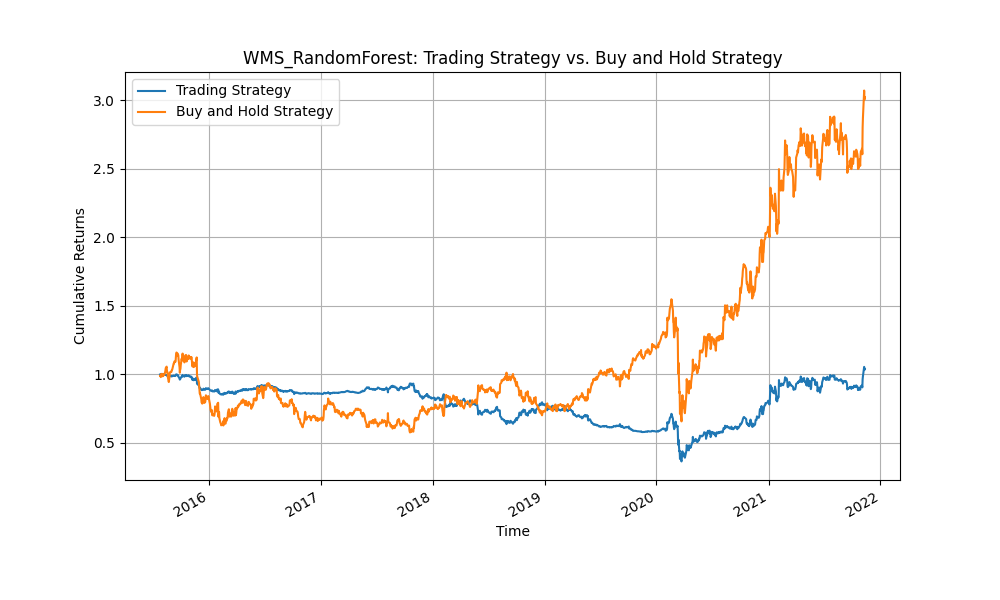 WMS_RandomForest: Trading Strategy vs. Buy and Hold Strategy
Trading Strategy
Buy and Hold Strategy
3.0
2.5
2.0
1.5
1.0
0.5
Cumulative Returns
2016
2017
2018
2019
2020
2021
2022
Time